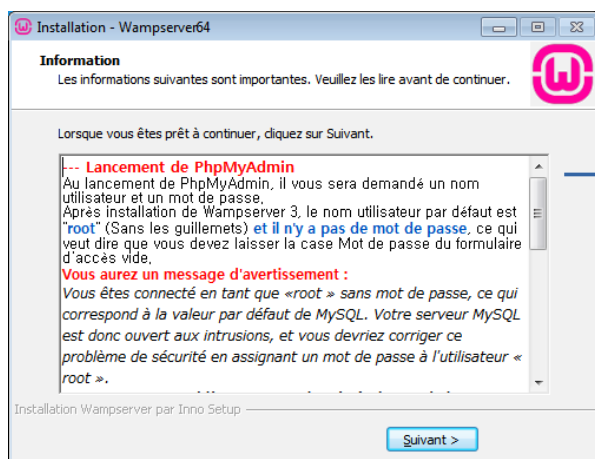 Installation - Wampserver64
Information
Les informations suivantes sont importantes. Veuillez les lire avant de continuer.
Lorsque vous êtes prêt à continuer, cliquez sur Suivant.
--- Lancement de PhpMyAdmin
Au lancement de PhpMyAdmin, il vous sera demandé un nom
utilisateur et un mot de passe.
Après installation de Wampserver 3, le nom utilisateur par défaut est
"root" (Sans les guillemets) et il n'y a pas de mot de passe, ce qui
veut dire que vous devez laisser la case Mot de passe du formulaire
d'accès vide.
Vous aurez un message d'avertissement :
Vous êtes connecté en tant que «root » sans mot de passe, ce qui
correspond à la valeur par défaut de MySQL. Votre serveur MySQL
est donc ouvert aux intrusions, et vous devriez corriger ce
problème de sécurité en assignant un mot de passe à l'utilisateur «
root ».
Installation Wampserver par Inno Setup
Suivant >